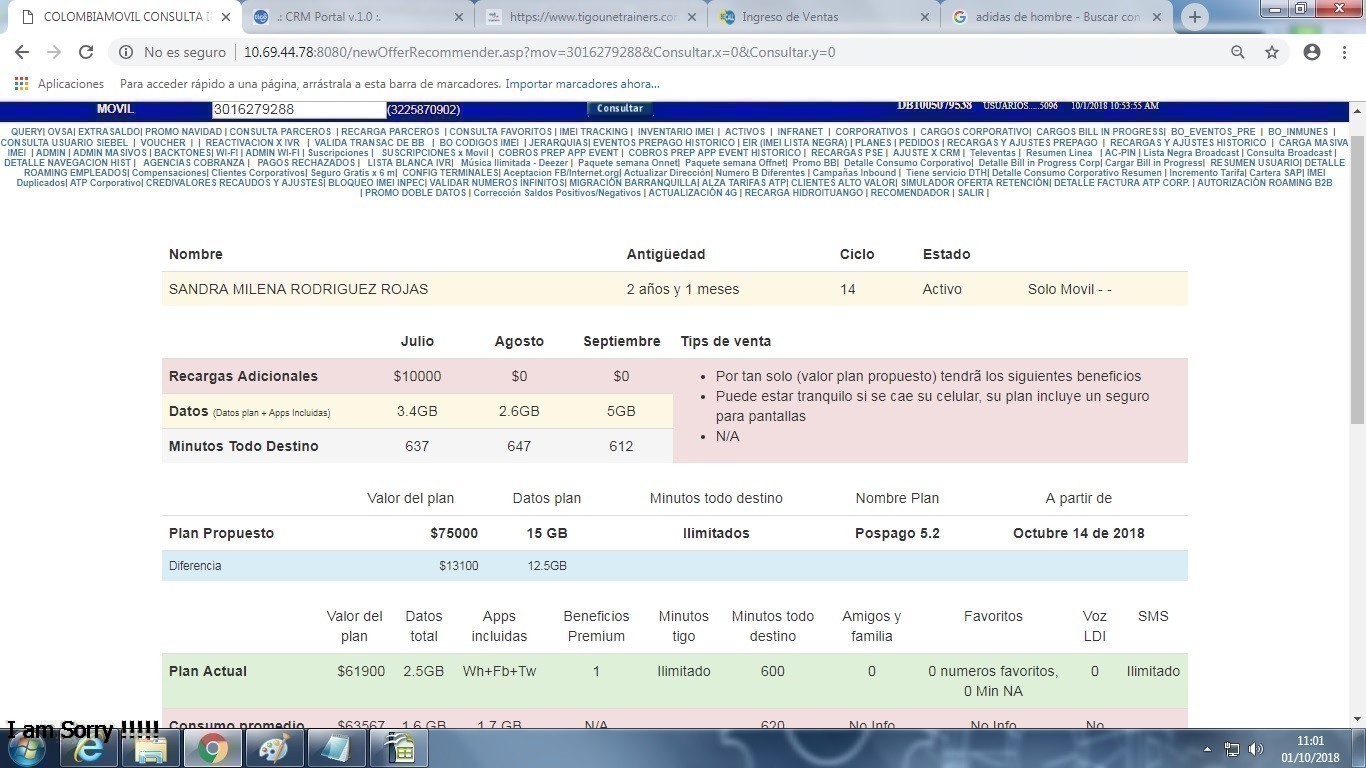 COLOMBIAMOVIL CONSULTA I
.: CRM Portal v.1.0 :.
https://www.tigounetrainers.com
Ingreso de Ventas
adidas de hombre - Buscar con
No es seguro | 10.69.44.78:8080/newOfferRecommender.asp?mov=3016279288&Consultar.x=0&Consultar.y=0
Aplicaciones Para acceder rápido a una página, arrástrala a esta barra de marcadores. Importar marcadores ahora...
MOVIL 3016279288 (3225870902) Consultar DB1005079538 USUARIOS.....5096 10/1/2018 10:53:55 AM
QUERY| OVSA| EXTRASALDO| PROMO NAVIDAD | CONSULTA PARCEROS | RECARGA PARCEROS | CONSULTA FAVORITOS | IMEI TRACKING | INVENTARIO IMEI | ACTIVOS | INFRANET | CORPORATIVOS | CARGOS CORPORATIVO| CARGOS BILL IN PROGRESS| BO_EVENTOS_PRE | BO_INMUNES |
CONSULTA USUARIO SIEBEL | VOUCHER | | REACTIVACION X IVR | VALIDA TRANSAC DE BB | BO CODIGOS IMEI |JERARQUIAS| EVENTOS PREPAGO HISTORICO | EIR (IMEI LISTA NEGRA) | PLANES | PEDIDOS | RECARGAS Y AJUSTES PREPAGO | RECARGAS Y AJUSTES HISTORICO | CARGA MASIVA
IMEI | ADMIN | ADMIN MASIVOS | BACKTONES| WI-FI | ADMIN WI-FI | Suscripciones | SUSCRIPCIONES x Movil | COBROS PREP APP EVENT | COBROS PREP APP EVENT HISTORICO | RECARGAS PSE | AJUSTE X CRM | Televentas | Resumen Linea | AC-PIN | Lista Negra Broadcast | Consulta Broadcast |
DETALLE NAVEGACION HIST | AGENCIAS COBRANZA | PAGOS RECHAZADOS | LISTA BLANCA IVR| Música Ilimitada - Deezer | Paquete semana Onnet| Paquete semana Offnet| Promo BB| Detalle Consumo Corporativo| Detalle Bill in Progress Corp| Cargar Bill in Progress| RESUMEN USUARIO| DETALLE
ROAMING EMPLEADOS| Compensaciones| Clientes Corporativos| Seguro Gratis x 6 m| CONFIG TERMINALES| Aceptacion FB/Internet.org| Actualizar Dirección| Numero B Diferentes | Campañas Inbound | Tiene servicio DTH| Detalle Consumo Corporativo Resumen | Incremento Tarifa| Cartera SAP| IMEI
Duplicados| ATP Corporativo| CREDIVALORES RECAUDOS Y AJUSTES| BLOQUEO IMEI INPEC| VALIDAR NUMEROS INFINITOS| MIGRACIÓN BARRANQUILLA| ALZA TARIFAS ATP| CLIENTES ALTO VALOR| SIMULADOR OFERTA RETENCIÓN| DETALLE FACTURA ATP CORP. | AUTORIZACIÓN ROAMING B2B
| PROMO DOBLE DATOS | Corrección Saldos Positivos/Negativos | ACTUALIZACIÓN 4G | RECARGA HIDROITUANGO | RECOMENDADOR | SALIR |
Nombre Antigüedad Ciclo Estado
SANDRA MILENA RODRIGUEZ ROJAS 2 años y 1 meses 14 Activo Solo Movil - -
Julio Agosto Septiembre Tips de venta
Recargas Adicionales $10000 $0 $0
Datos (Datos plan + Apps Incluidas) 3.4GB 2.6GB 5GB
Minutos Todo Destino 637 647 612
• Por tan solo (valor plan propuesto) tendrã los siguientes beneficios
• Puede estar tranquilo si se cae su celular, su plan incluye un seguro
para pantallas
• N/A
Valor del plan Datos plan Minutos todo destino Nombre Plan A partir de
Plan Propuesto $75000 15 GB Ilimitados Pospago 5.2 Octubre 14 de 2018
Diferencia $13100 12.5GB
Valor del Datos Apps Beneficios Minutos Minutos todo Amigos y Favoritos Voz SMS
plan total incluidas Premium tigo destino familia LDI
Plan Actual $61900 2.5GB Wh+Fb+Tw 1 Ilimitado 600 0 0 numeros favoritos, 0 Ilimitado
0 Min NA
Consumo promedio $63567 1.6 GB 1.7 GB N/A 620 No Info No Info No
I am Sorry !!!!!
11:01
01/10/2018